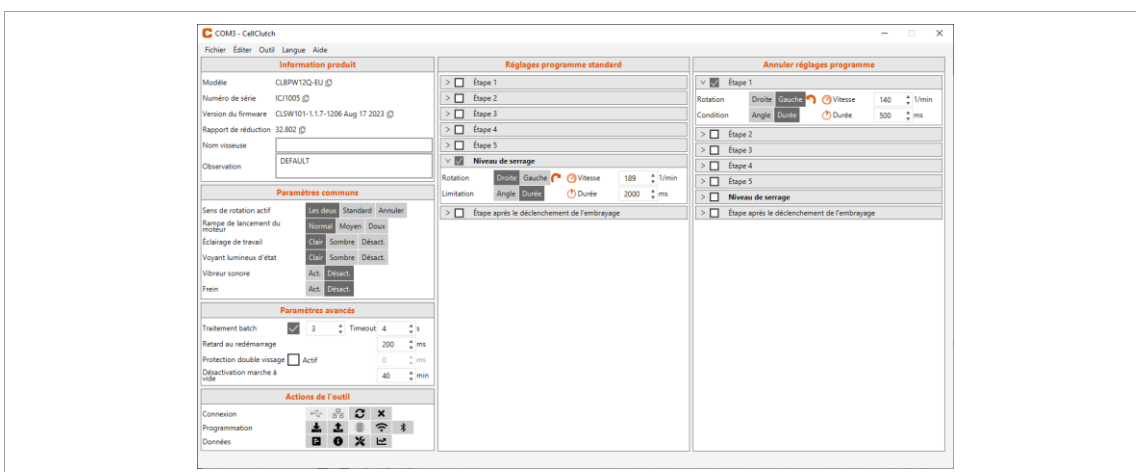 COM3 - CellClutch
Fichier Éditer Outil Langue Aide
Information produit
Modèle CLBPW12Q-EU
Numéro de série ICJ1005
Version du firmware CLSW101-1.1.7-1206 Aug 17 2023
Rapport de réduction 32.802
Nom visseuse
Observation DEFAULT
Paramètres communs
Sens de rotation actif Les deux Standard Annuler
Rampe de lancement du
moteur Normal Moyen Doux
Éclairage de travail Clair Sombre Désact.
Voyant lumineux d'état Clair Sombre Désact.
Vibreur sonore Act. Désact.
Frein Act. Désact.
Paramètres avancés
Traitement batch 3 Timeout 4 s
Retard au redémarrage 200 ms
Protection double vissage Actif 0 ms
Désactivation marche à
vide 40 min
Actions de l'outil
Connexion
Programmation
Données
Réglages programme standard
> Étape 1
> Étape 2
> Étape 3
> Étape 4
> Étape 5
Niveau de serrage
Rotation Droite Gauche Vitesse 189 1/min
Limitation Angle Durée Durée 2000 ms
> Étape après le déclenchement de l'embrayage
Annuler réglages programme
Étape 1
Rotation Droite Gauche Vitesse 140 1/min
Condition Angle Durée Durée 500 ms
> Étape 2
> Étape 3
> Étape 4
> Étape 5
> Niveau de serrage
> Étape après le déclenchement de l'embrayage